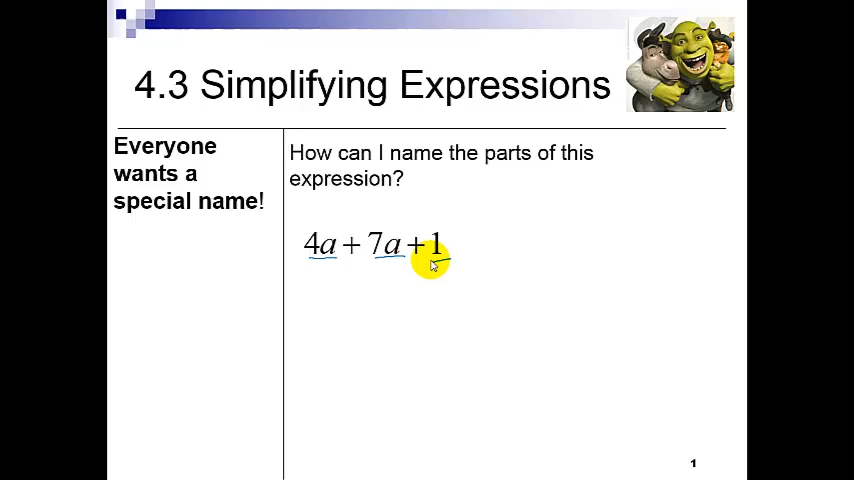 4.3 Simplifying Expressions
Everyone
wants a
special name!
How can I name the parts of this
expression?
4a + 7a + 1
1